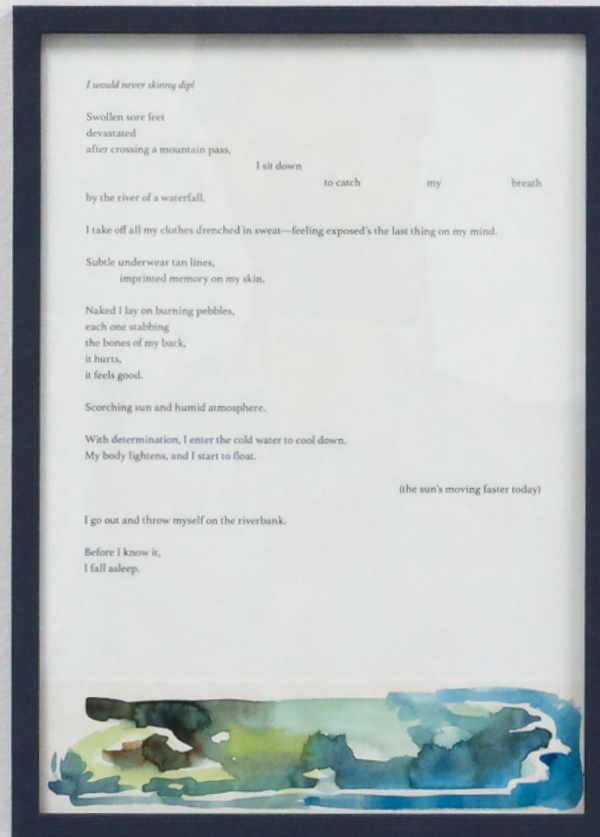 I would never skinny dip!
Swollen sore feet
devastated
after crossing a mountain pass,
I sit down
to catch my breath
by the river of a waterfall.
I take off all my clothes drenched in sweat—feeling exposed's the last thing on my mind.
Subtle underwear tan lines,
imprinted memory on my skin.
Naked I lay on burning pebbles,
each one stabbing
the bones of my back,
it hurts,
it feels good.
Scorching sun and humid atmosphere.
With determination, I enter the cold water to cool down.
My body lightens, and I start to float.
(the sun's moving faster today)
I go out and throw myself on the riverbank.
Before I know it,
I fall asleep.